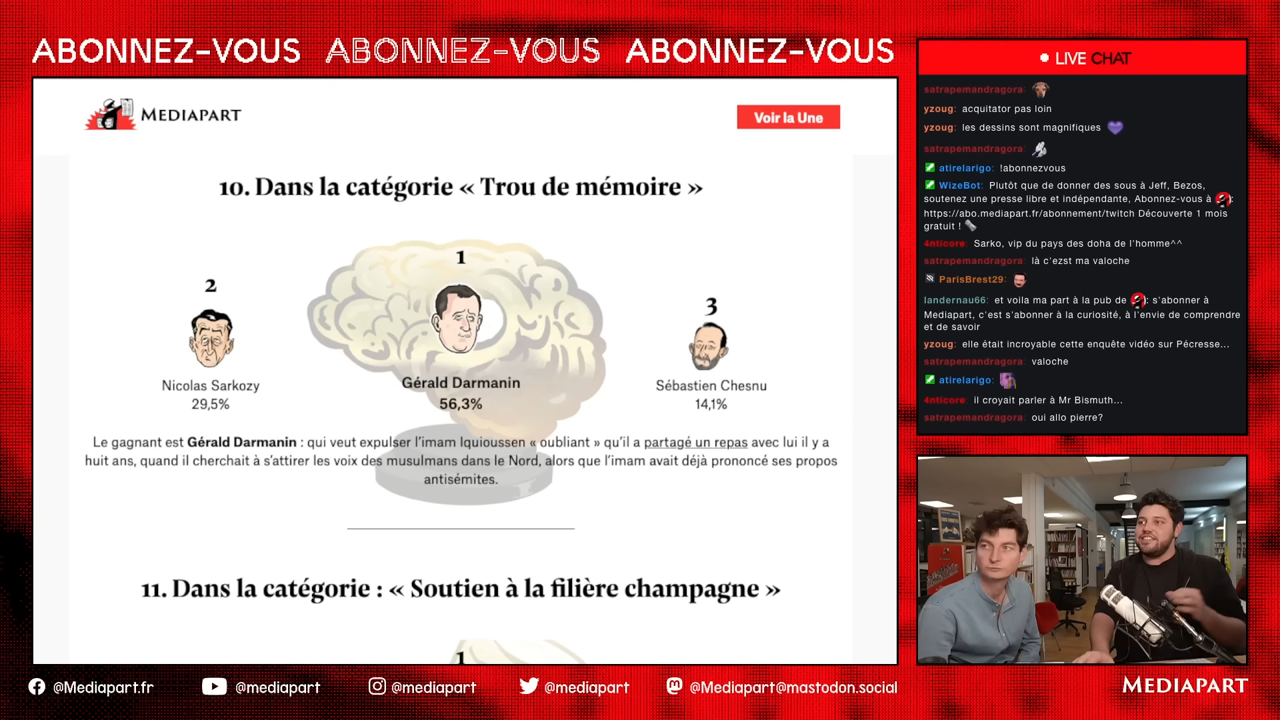 ABONNEZ-VOUS ABONNEZ-VOUS ABONNEZ-VOUS
MEDIAPART
Voir la Une
10. Dans la catégorie « Trou de mémoire »
1
2
3
Nicolas Sarkozy
29,5%
Gérald Darmanin
56,3%
Sébastien Chesnu
14,1%
Le gagnant est Gérald Darmanin : qui veut expulser l'imam Iquioussen « oubliant » qu'il a partagé un repas avec lui il y a
huit ans, quand il cherchait à s'attirer les voix des musulmans dans le Nord, alors que l'imam avait déjà prononcé ses propos
antisémites.
11. Dans la catégorie : « Soutien à la filière champagne »
1
LIVE CHAT
satrapemandragora:
yzoug: acquitator pas loin
yzoug: les dessins sont magnifiques
satrapemandragora:
atirelarigo: !abonnezvous
WizeBot: Plutôt que de donner des sous à Jeff, Bezos,
soutenez une presse libre et indépendante, Abonnez-vous à :
https://abo.mediapart.fr/abonnement/twitch Découverte 1 mois
gratuit !
4nticore: Sarko, vip du pays des doha de l'homme^^
satrapemandragora: là c'ezst ma valoche
ParisBrest29:
landernau66: et voila ma part à la pub de : s'abonner à
Mediapart, c'est s'abonner à la curiosité, à l'envie de comprendre
et de savoir
yzoug: elle était incroyable cette enquête vidéo sur Pécresse...
satrapemandragora: valoche
atirelarigo:
4nticore: il croyait parler à Mr Bismuth...
satrapemandragora: oui allo pierre?
@Mediapart.fr @mediapart @mediapart @mediapart @Mediapart@mastodon.social
MEDIAPART